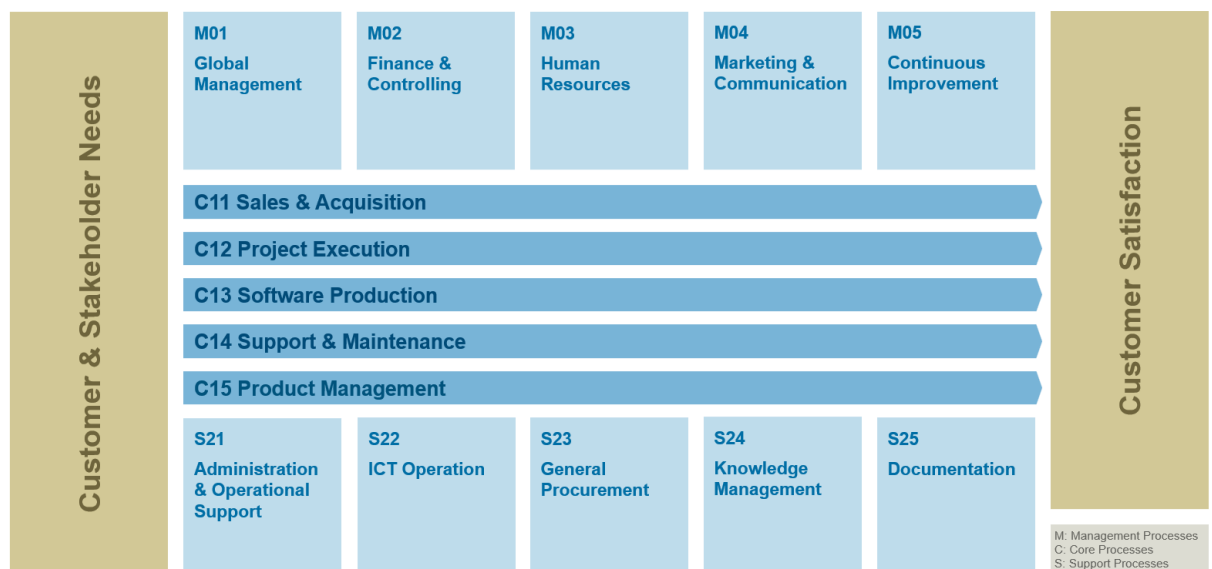 Customer & Stakeholder Needs
M01
Global
Management
M02
Finance &
Controlling
M03
Human
Resources
M04
Marketing &
Communication
M05
Continuous
Improvement
C11 Sales & Acquisition
C12 Project Execution
C13 Software Production
C14 Support & Maintenance
C15 Product Management
S21
Administration
& Operational
Support
S22
ICT Operation
S23
General
Procurement
S24
Knowledge
Management
S25
Documentation
Customer Satisfaction
M: Management Processes
C: Core Processes
S: Support Processes